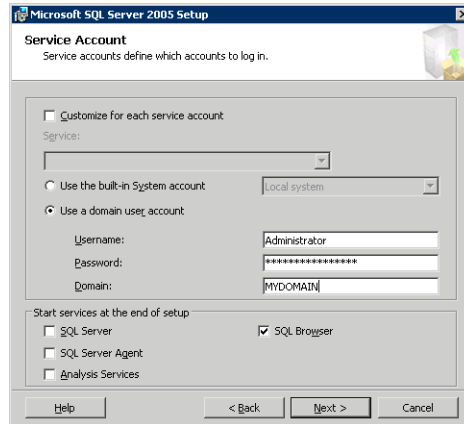 Microsoft SQL Server 2005 Setup
Service Account
Service accounts define which accounts to log in.
Customize for each service account
Service:
Use the built-in System account
Local system
Use a domain user account
Username:
Administrator
Password:
****************
Domain:
MYDOMAIN
Start services at the end of setup
SQL Server
SQL Browser
SQL Server Agent
Analysis Services
Help
< Back
Next >
Cancel